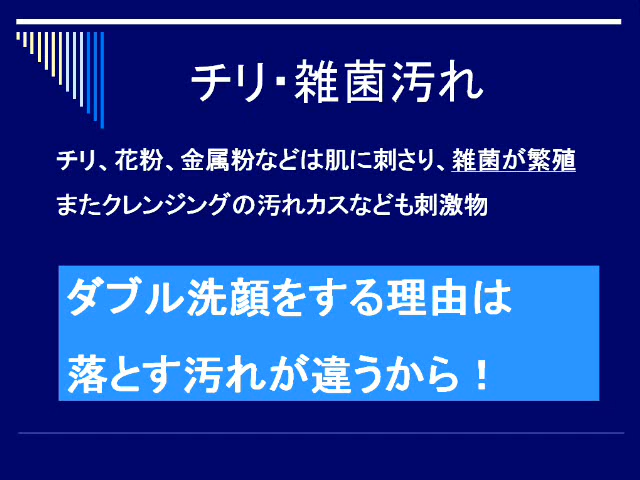 チリ・雑菌汚れ
チリ、花粉、金属粉などは肌に刺さり、雑菌が繁殖
またクレンジングの汚れカスなども刺激物
ダブル洗顔をする理由は
落とす汚れが違うから！